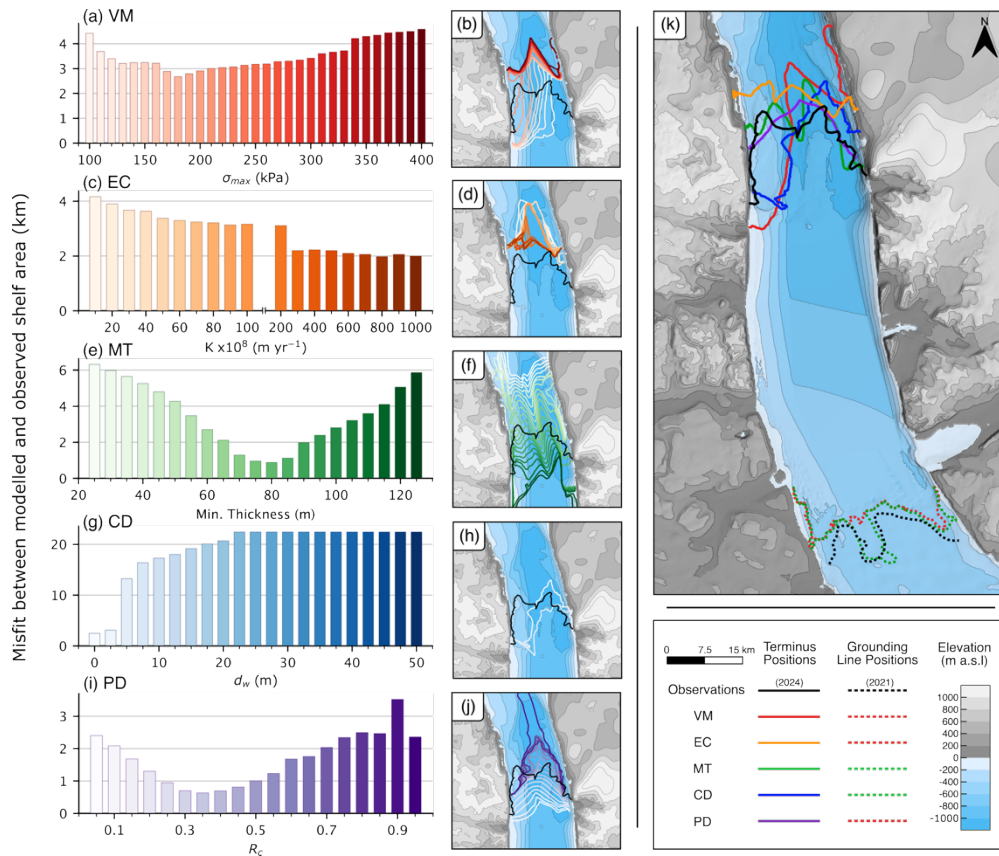 Misfit between modelled and observed shelf area (km)
(a) VM
4
3
2
1
0
100 150 200 250 300 350 400
σmax (kPa)
(b)
(c) EC
4
2
0
20 40 60 80 100 200 400 600 800 1000
K x10⁸ (m yr⁻¹)
(d)
(e) MT
6
4
2
0
20 40 60 80 100 120
Min. Thickness (m)
(f)
(g) CD
20
10
0
0 10 20 30 40 50
dw (m)
(h)
(i) PD
3
2
1
0
0.1 0.3 0.5 0.7 0.9
Rc
(j)
(k)
N
0 7.5 15 km
Terminus Positions
Grounding Line Positions
Elevation (m a.s.l)
Observations (2024) (2021)
VM
EC
MT
CD
PD
1000
800
600
400
200
0
-200
-400
-600
-800
-1000